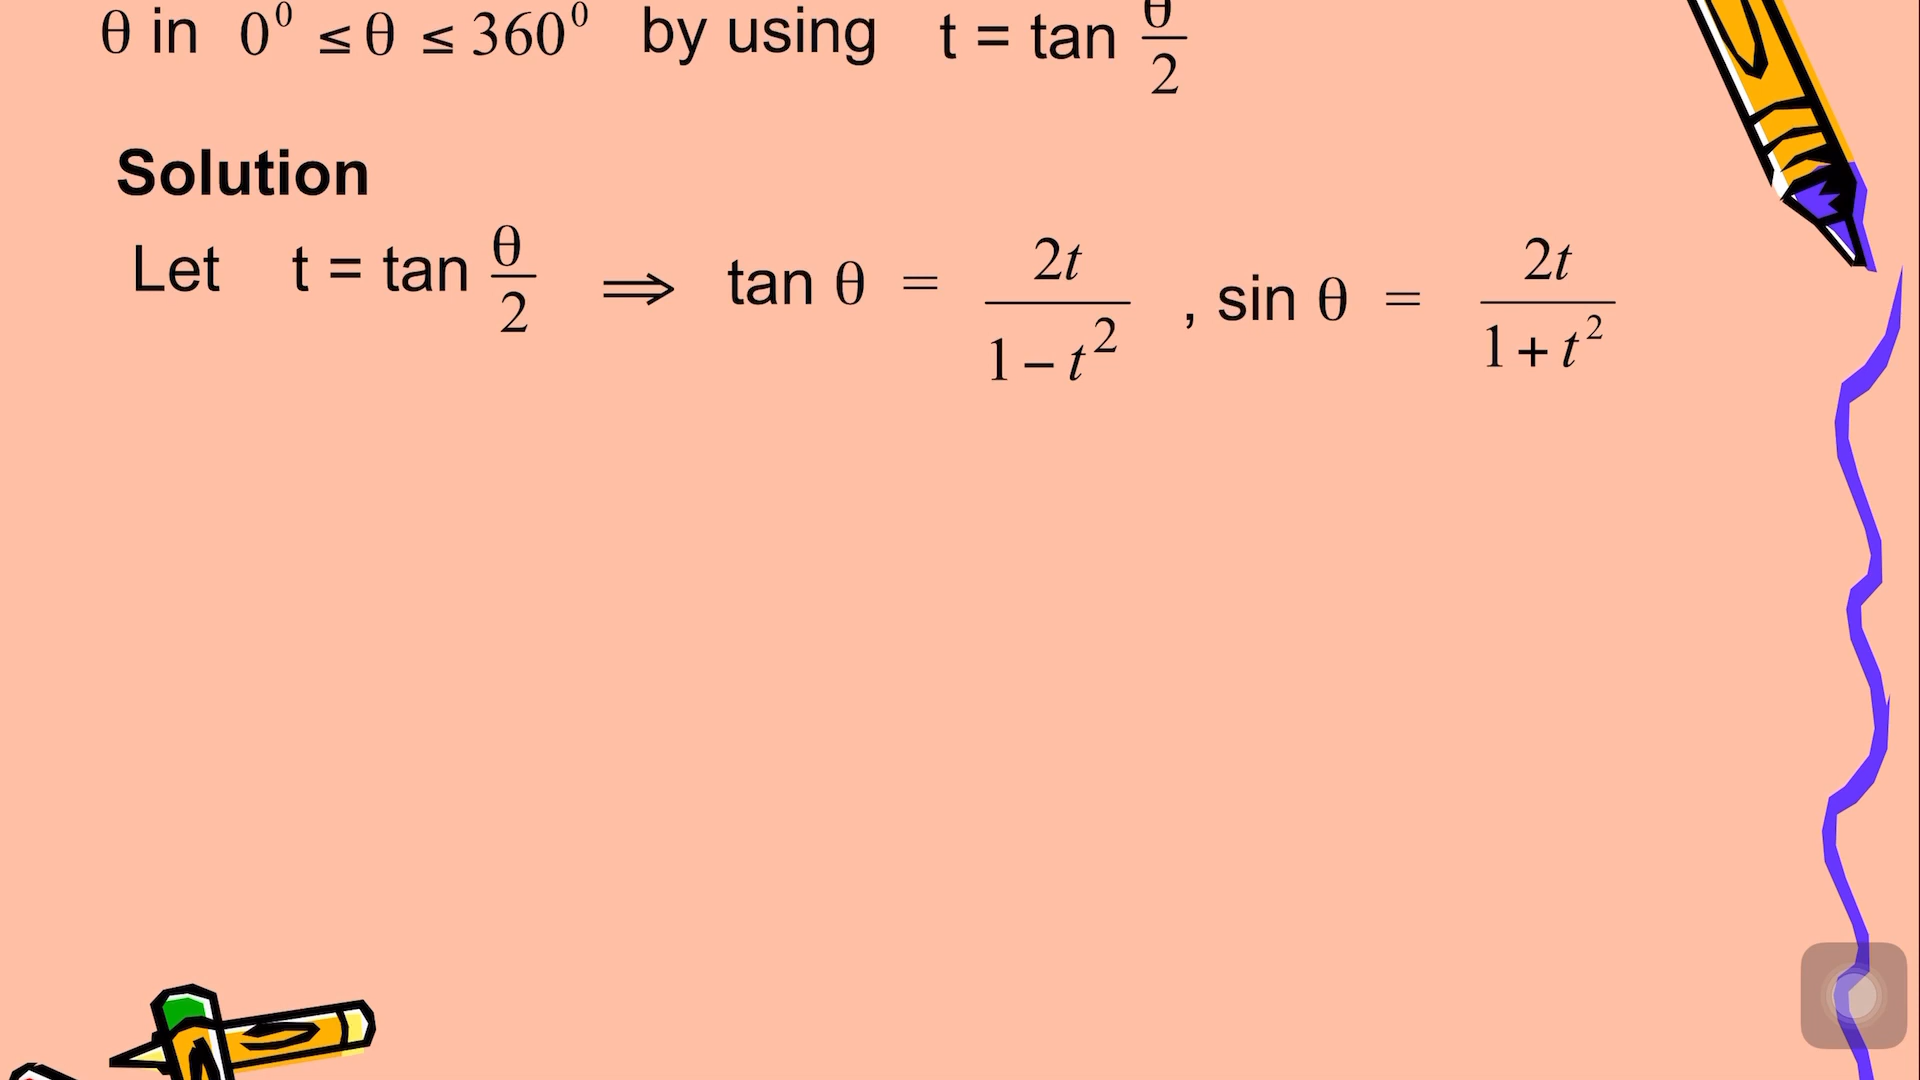 θ in 0⁰ ≤ θ ≤ 360⁰ by using t = tan θ/2
Solution
Let t = tan θ/2 ⇒ tan θ = 2t/(1 − t²) , sin θ = 2t/(1 + t²)